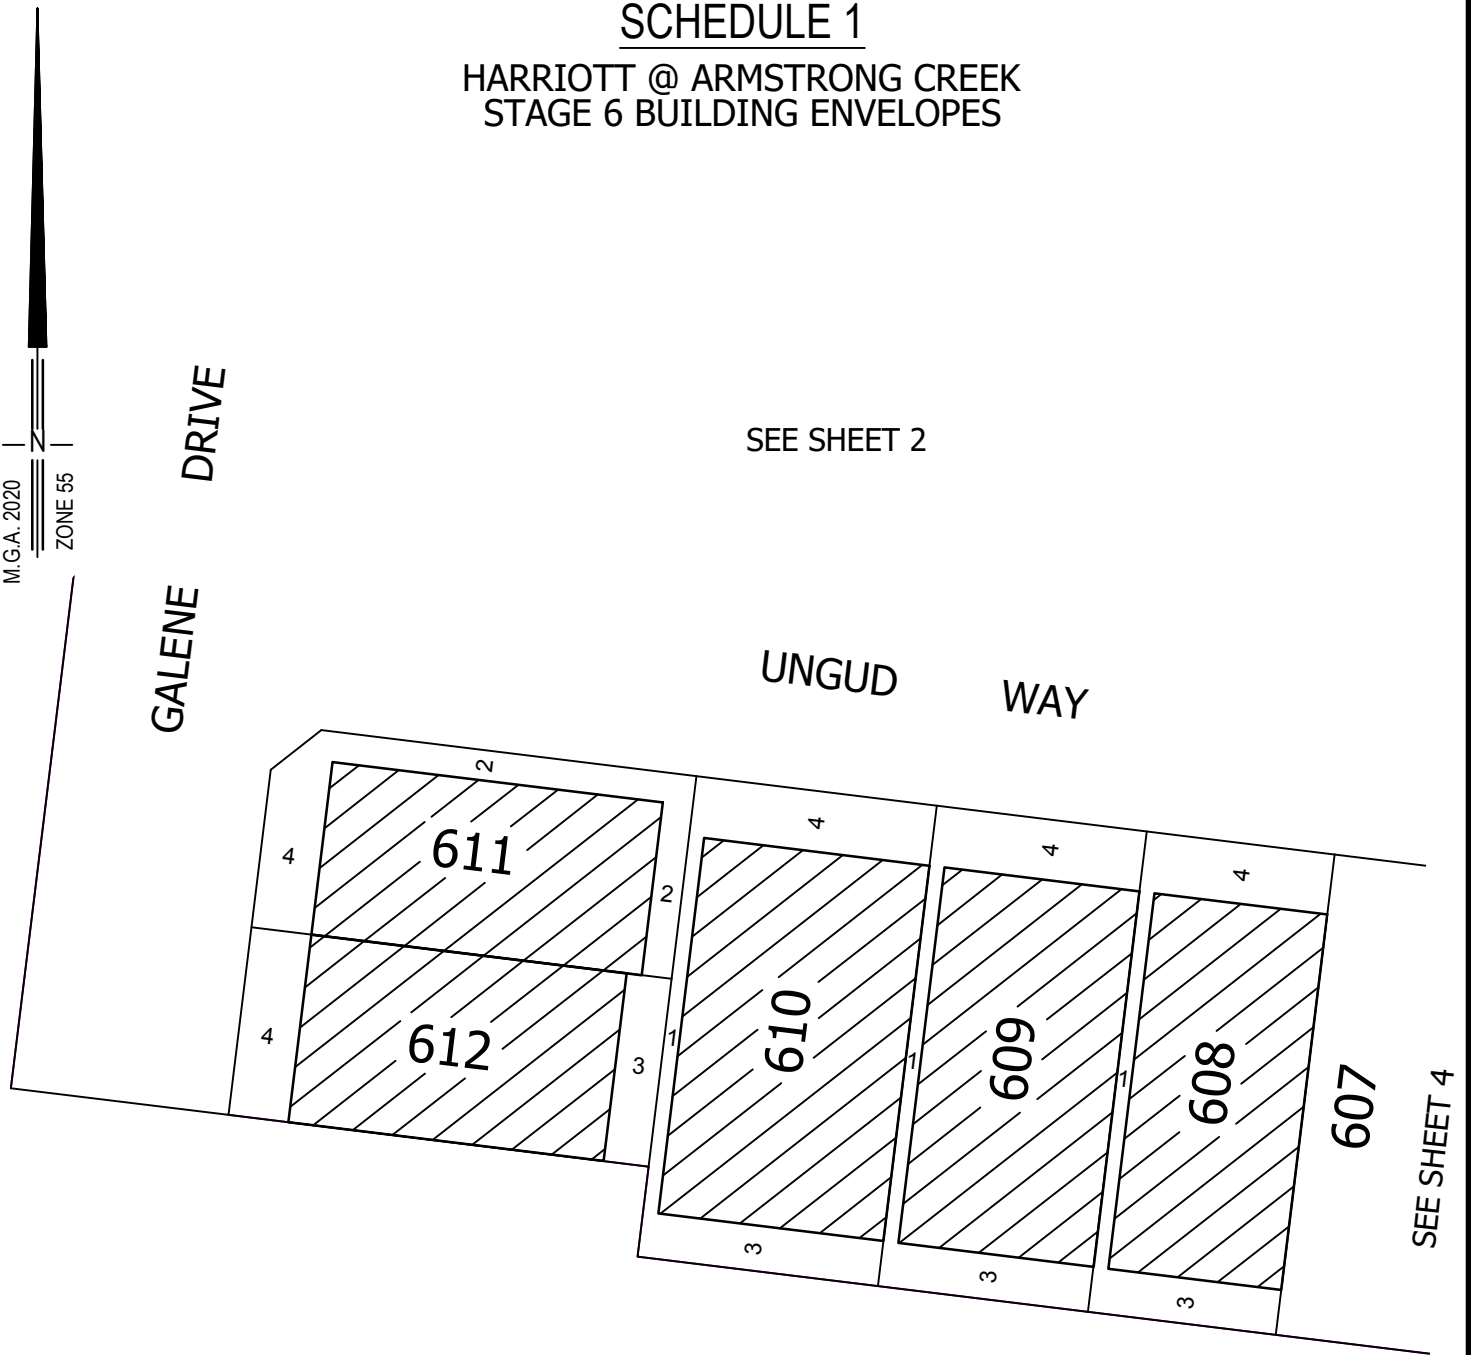 SCHEDULE 1
HARRIOTT @ ARMSTRONG CREEK
STAGE 6 BUILDING ENVELOPES
N
M.G.A. 2020
ZONE 55
GALENE DRIVE
SEE SHEET 2
UNGUD WAY
2
4
611
2
4
612
3
4
1
610
3
4
1
609
3
4
1
608
3
607
SEE SHEET 4